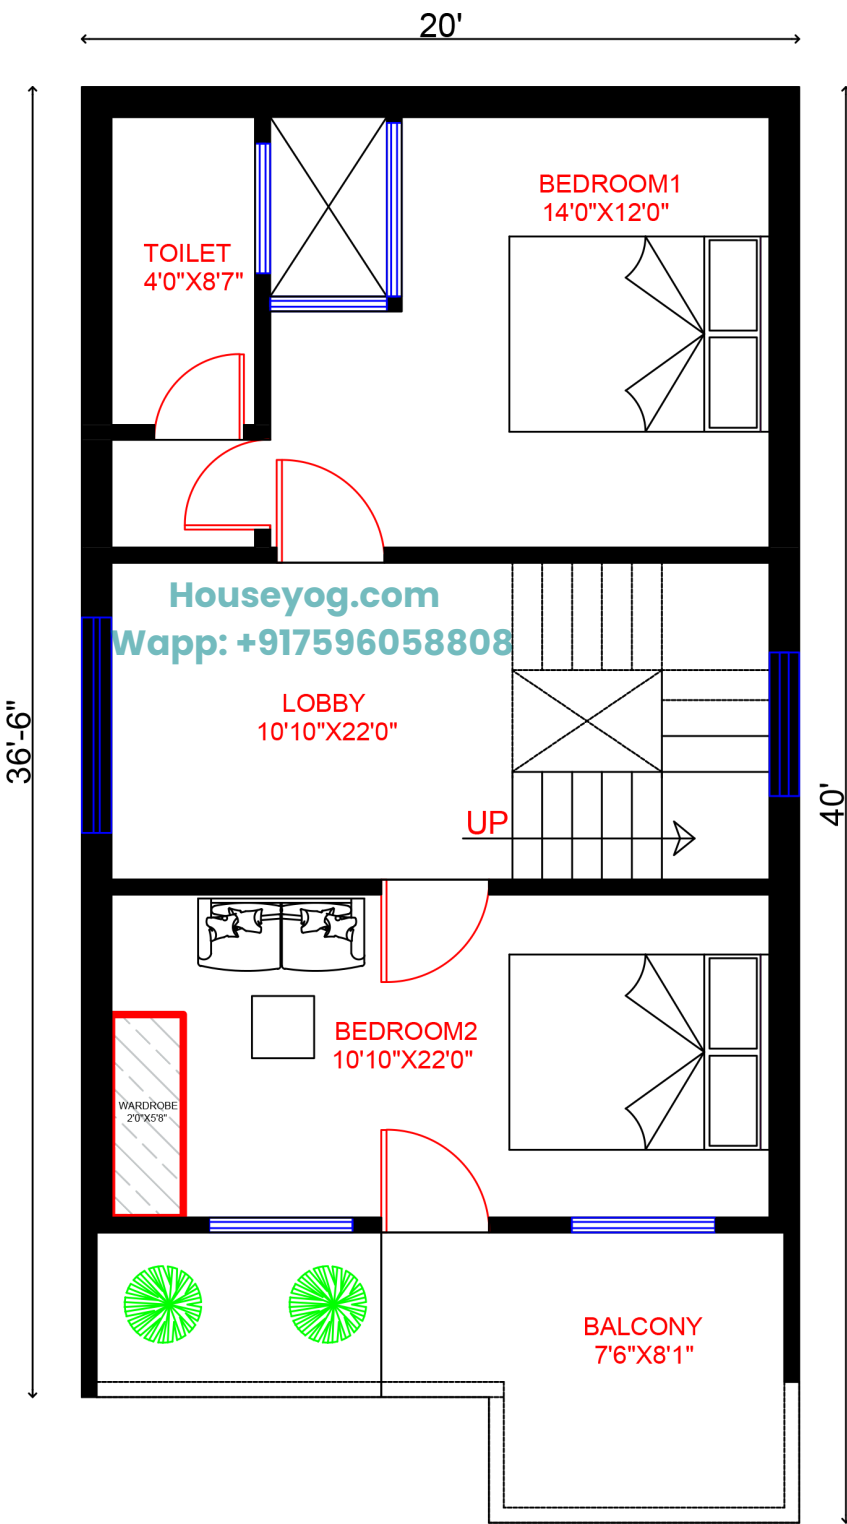 20'
BEDROOM1
14'0"X12'0"
TOILET
4'0"X8'7"
Houseyog.com
Wapp: +917596058808
LOBBY
10'10"X22'0"
36'-6"
40'
UP
BEDROOM2
10'10"X22'0"
WARDROBE
2'0"X5'8"
BALCONY
7'6"X8'1"